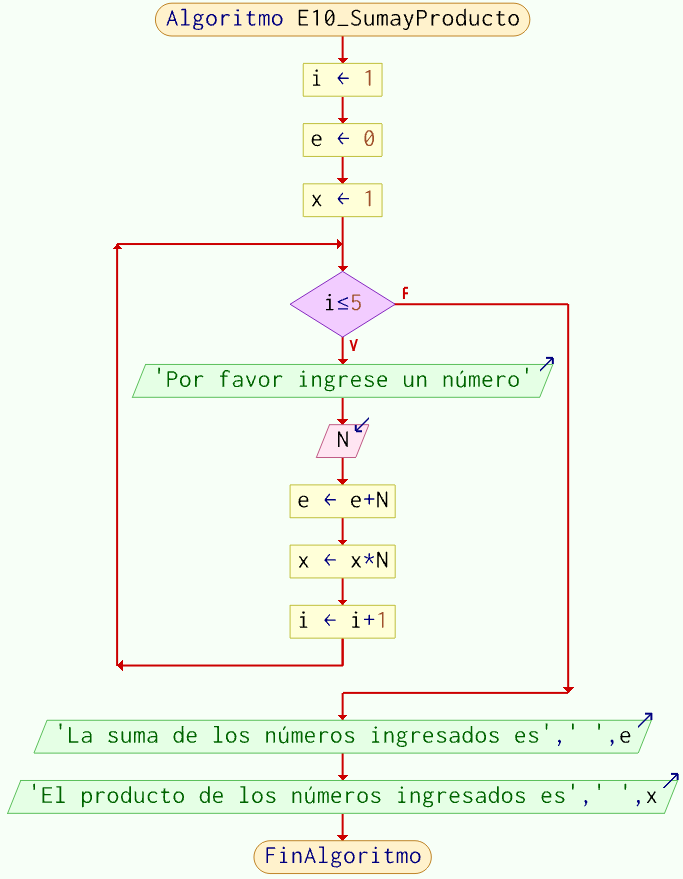 Algoritmo E10_SumayProducto
i ← 1
e ← 0
x ← 1
i≤5
F
V
'Por favor ingrese un número'
N
e ← e+N
x ← x*N
i ← i+1
'La suma de los números ingresados es',' ',e
'El producto de los números ingresados es',' ',x
FinAlgoritmo